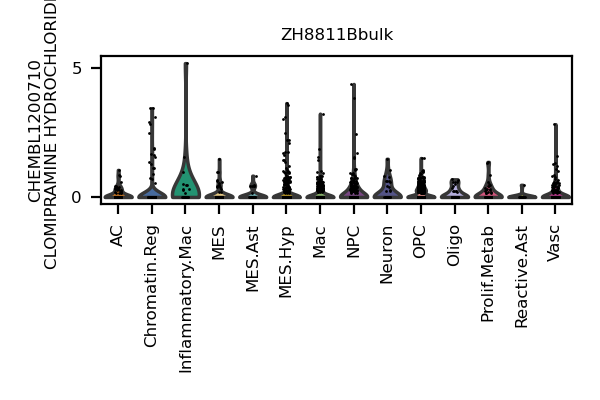 ZH8811Bbulk
CHEMBL1200710
CLOMIPRAMINE HYDROCHLORID
5
0
AC
Chromatin.Reg
Inflammatory.Mac
MES
MES.Ast
MES.Hyp
Mac
NPC
Neuron
OPC
Oligo
Prolif.Metab
Reactive.Ast
Vasc